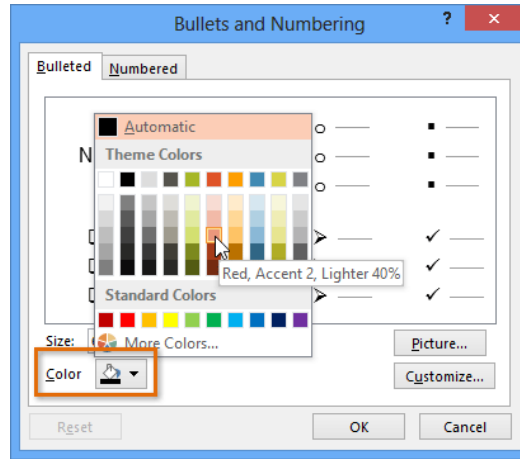 Bullets and Numbering
?
Bulleted Numbered
Automatic
N
Theme Colors
Red, Accent 2, Lighter 40%
Standard Colors
More Colors...
Size:
Picture...
Color
Customize...
Reset
OK
Cancel